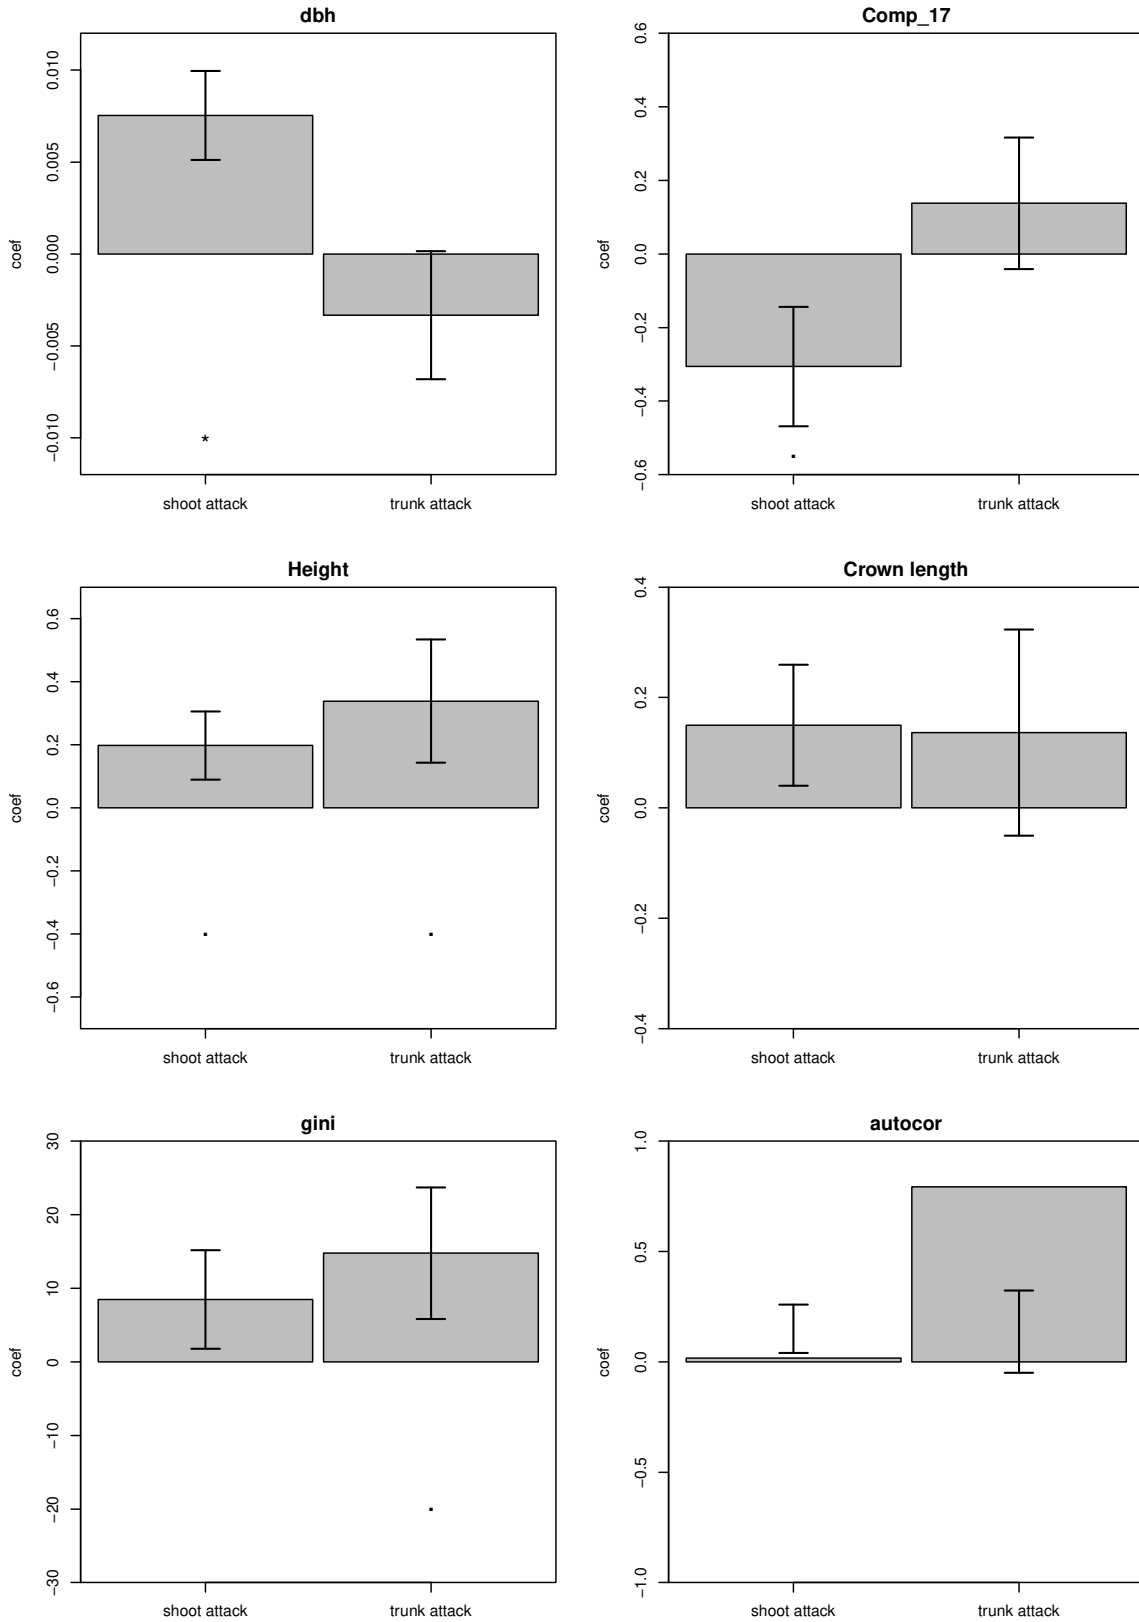 dbh
coef
0.010
0.005
0.000
−0.005
−0.010
*
shoot attack
trunk attack
Comp_17
coef
0.6
0.4
0.2
0.0
−0.2
−0.4
−0.6
.
shoot attack
trunk attack
Height
coef
0.6
0.4
0.2
0.0
−0.2
−0.4
−0.6
.
.
shoot attack
trunk attack
Crown length
coef
0.4
0.2
0.0
−0.2
−0.4
shoot attack
trunk attack
gini
coef
30
20
10
0
−10
−20
−30
.
shoot attack
trunk attack
autocor
coef
1.0
0.5
0.0
−0.5
−1.0
shoot attack
trunk attack